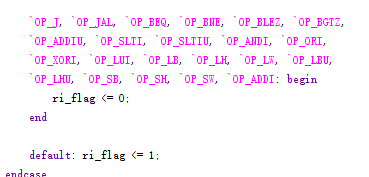 `OP_J, `OP_JAL, `OP_BEQ, `OP_BNE, `OP_BLEZ, `OP_BGTZ,
`OP_ADDIU, `OP_SLTI, `OP_SLTIU, `OP_ANDI, `OP_ORI,
`OP_XORI, `OP_LUI, `OP_LB, `OP_LH, `OP_LW, `OP_LBU,
`OP_LHU, `OP_SB, `OP_SH, `OP_SW, `OP_ADDI: begin
ri_flag <= 0;
end
default: ri_flag <= 1;
endcase